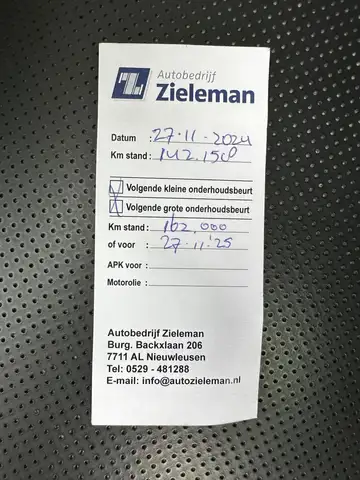 Autobedrijf
Zieleman
Datum : 27-11-2024
Km stand : 142.158
Volgende kleine onderhoudsbeurt
Volgende grote onderhoudsbeurt
Km stand : 162.000
of voor : 27-11-'25
APK voor :
Motorolie :
Autobedrijf Zieleman
Burg. Backxlaan 206
7711 AL Nieuwleusen
Tel: 0529 - 481288
E-mail: info@autozieleman.nl